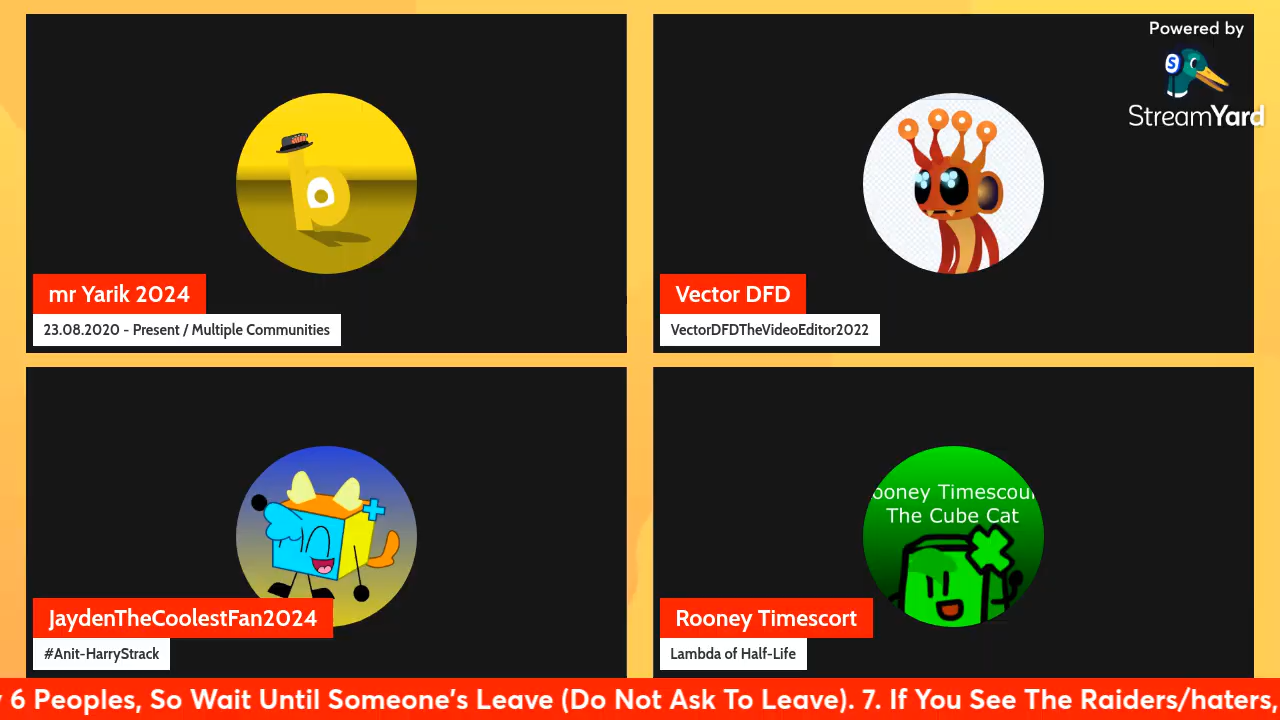 Powered by
StreamYard
mr Yarik 2024
23.08.2020 - Present / Multiple Communities
Vector DFD
VectorDFDTheVideoEditor2022
JaydenTheCoolestFan2024
#Anit-HarryStrack
ooney Timescour
The Cube Cat
Rooney Timescort
Lambda of Half-Life
6 Peoples, So Wait Until Someone's Leave (Do Not Ask To Leave). 7. If You See The Raiders/haters,